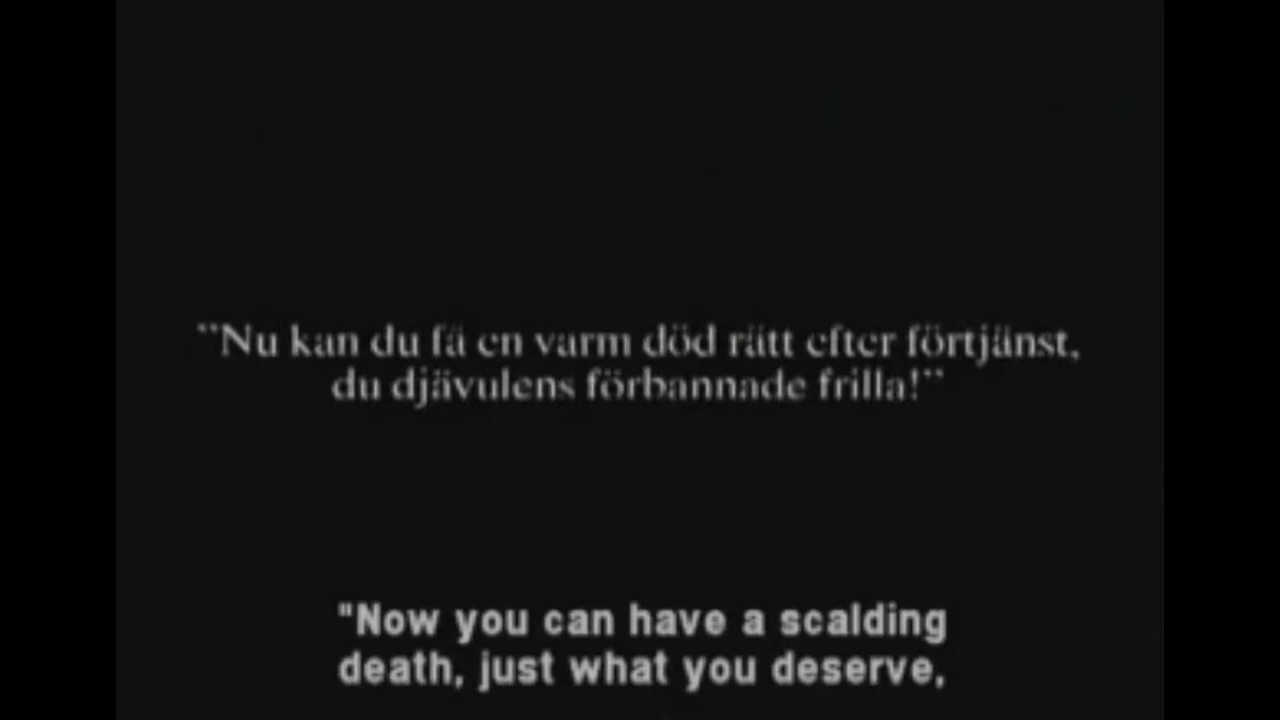 ”Nu kan du få en varm död rätt efter förtjänst,
du djävulens förbannade frilla!”
"Now you can have a scalding
death, just what you deserve,